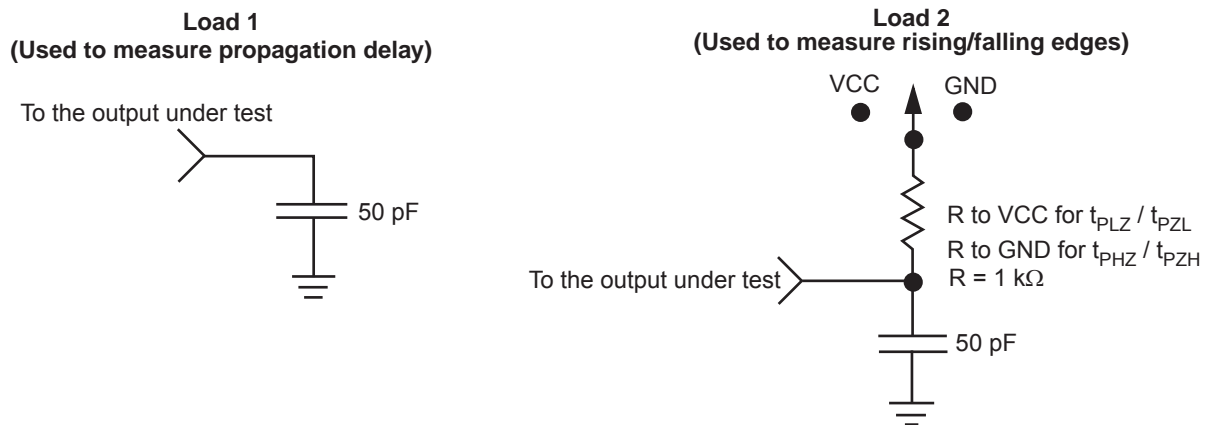 Load 1
(Used to measure propagation delay)
To the output under test
50 pF
Load 2
(Used to measure rising/falling edges)
VCC
GND
R to VCC for tPLZ / tPZL
R to GND for tPHZ / tPZH
R = 1 kΩ
To the output under test
50 pF